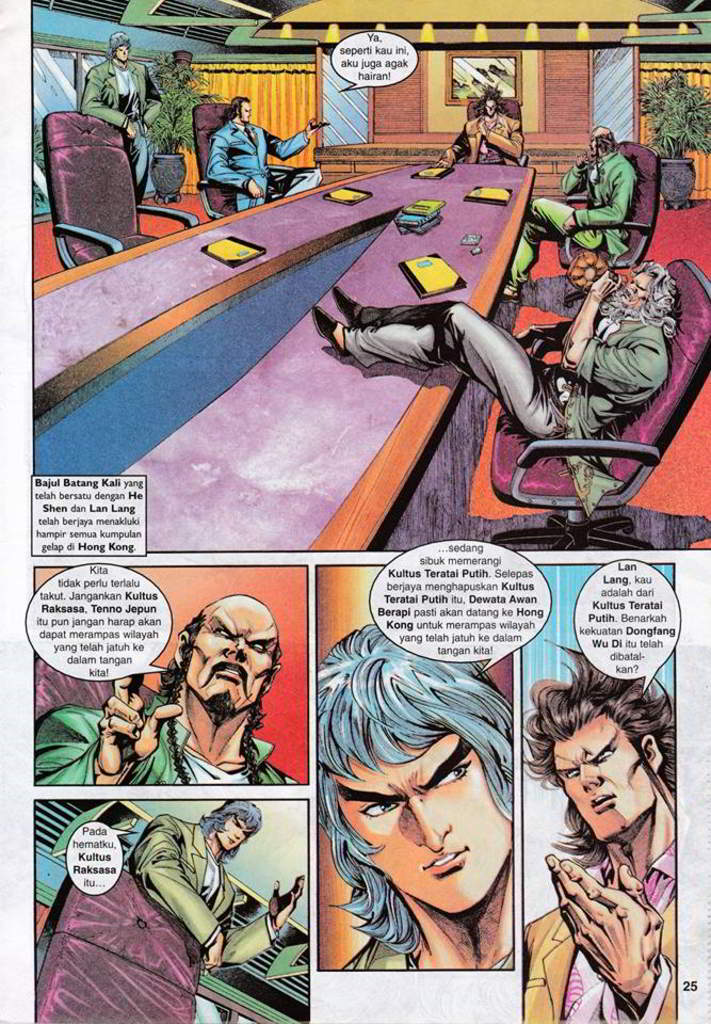 Ya,
seperti kau ini,
aku juga agak
hairan!
Bajul Batang Kali yang
telah bersatu dengan He
Shen dan Lan Lang
telah berjaya menakluki
hampir semua kumpulan
gelap di Hong Kong.
Kita
tidak perlu terlalu
takut. Jangankan Kultus
Raksasa, Tenno Jepun
itu pun jangan harap akan
dapat merampas wilayah
yang telah jatuh ke
dalam tangan
kita!
Pada
hematku,
Kultus
Raksasa
itu...
...sedang
sibuk memerangi
Kultus Teratai Putih. Selepas
berjaya menghapuskan Kultus
Teratai Putih itu, Dewata Awan
Berapi pasti akan datang ke Hong
Kong untuk merampas wilayah
yang telah jatuh ke dalam
tangan kita!
Lan
Lang, kau
adalah dari
Kultus Teratai
Putih. Benarkah
kekuatan Dongfang
Wu Di itu telah
dibatal-
kan?
25